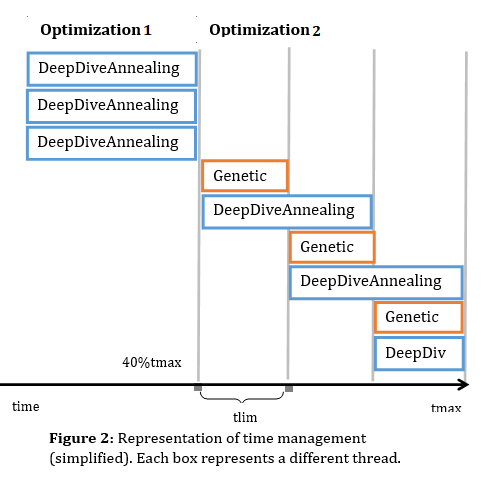 Optimization 1 Optimization 2
DeepDiveAnnealing
DeepDiveAnnealing
DeepDiveAnnealing
Genetic
DeepDiveAnnealing
Genetic
DeepDiveAnnealing
Genetic
DeepDiv
40%tmax
time tlim tmax
Figure 2: Representation of time management
(simplified). Each box represents a different thread.